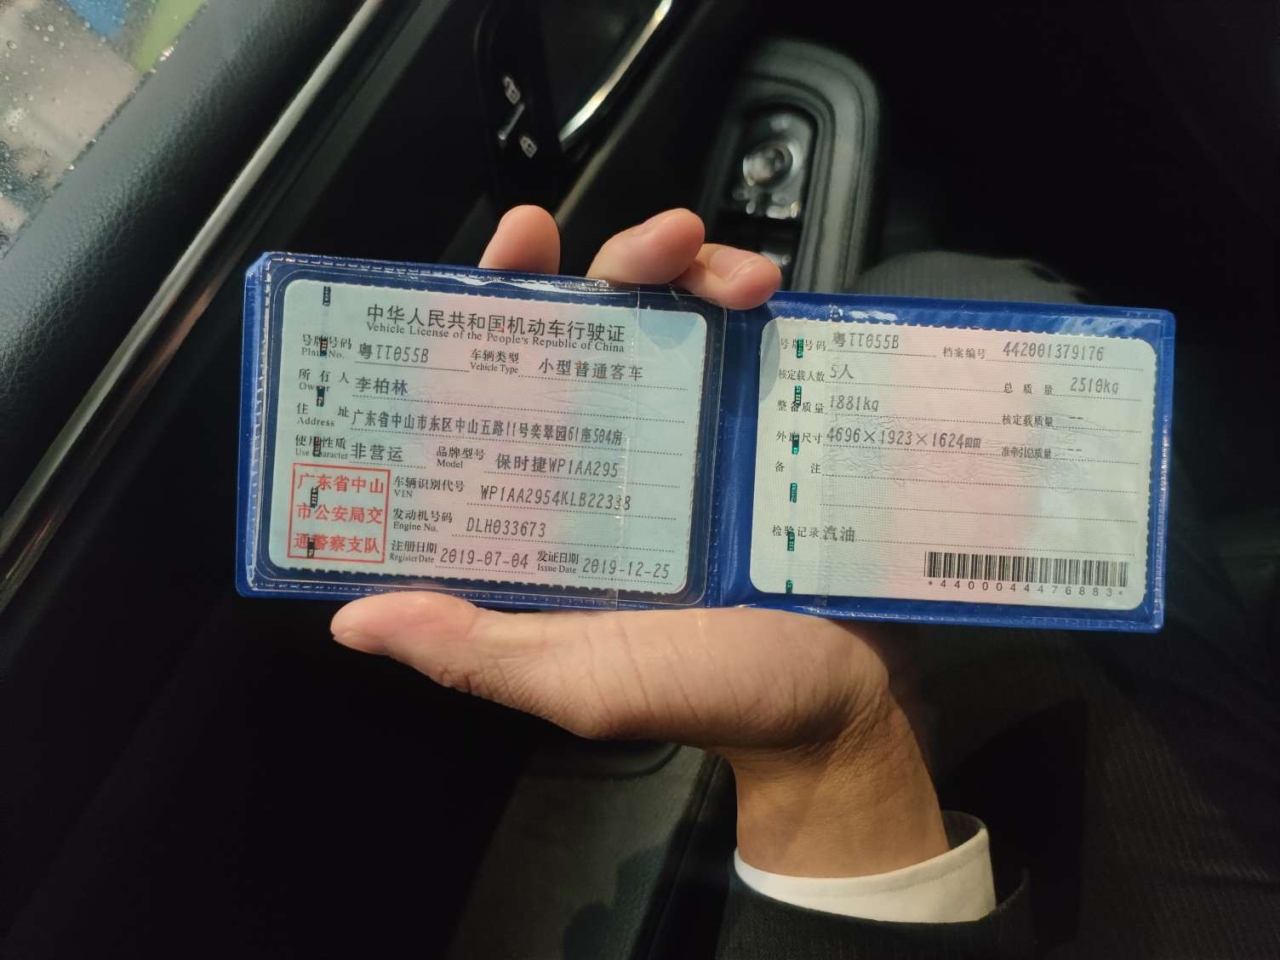 中华人民共和国机动车行驶证
Vehicle License of the People's Republic of China
号牌号码 粤TT055B 车辆类型 小型普通客车
Plate No. Vehicle Type
所有人 李柏林
Owner
住址 广东省中山市东区中山五路11号奕翠园61座504房
Address
使用性质 非营运 品牌型号 保时捷WP1AA295
Use Character Model
广东省中山
市公安局交
通警察支队
车辆识别代号 WP1AA2954KLB22338
VIN
发动机号码 DLH033673
Engine No.
注册日期 2019-07-04 发证日期 2019-12-25
Register Date Issue Date
号牌号码 粤TT055B 档案编号 442001379176
核定载人数 5人 总质量 2510kg
整备质量 1881kg 核定载质量 --
外廓尺寸 4696×1923×1624mm 准牵引总质量 --
备注
检验记录 汽油
*4400044476883*